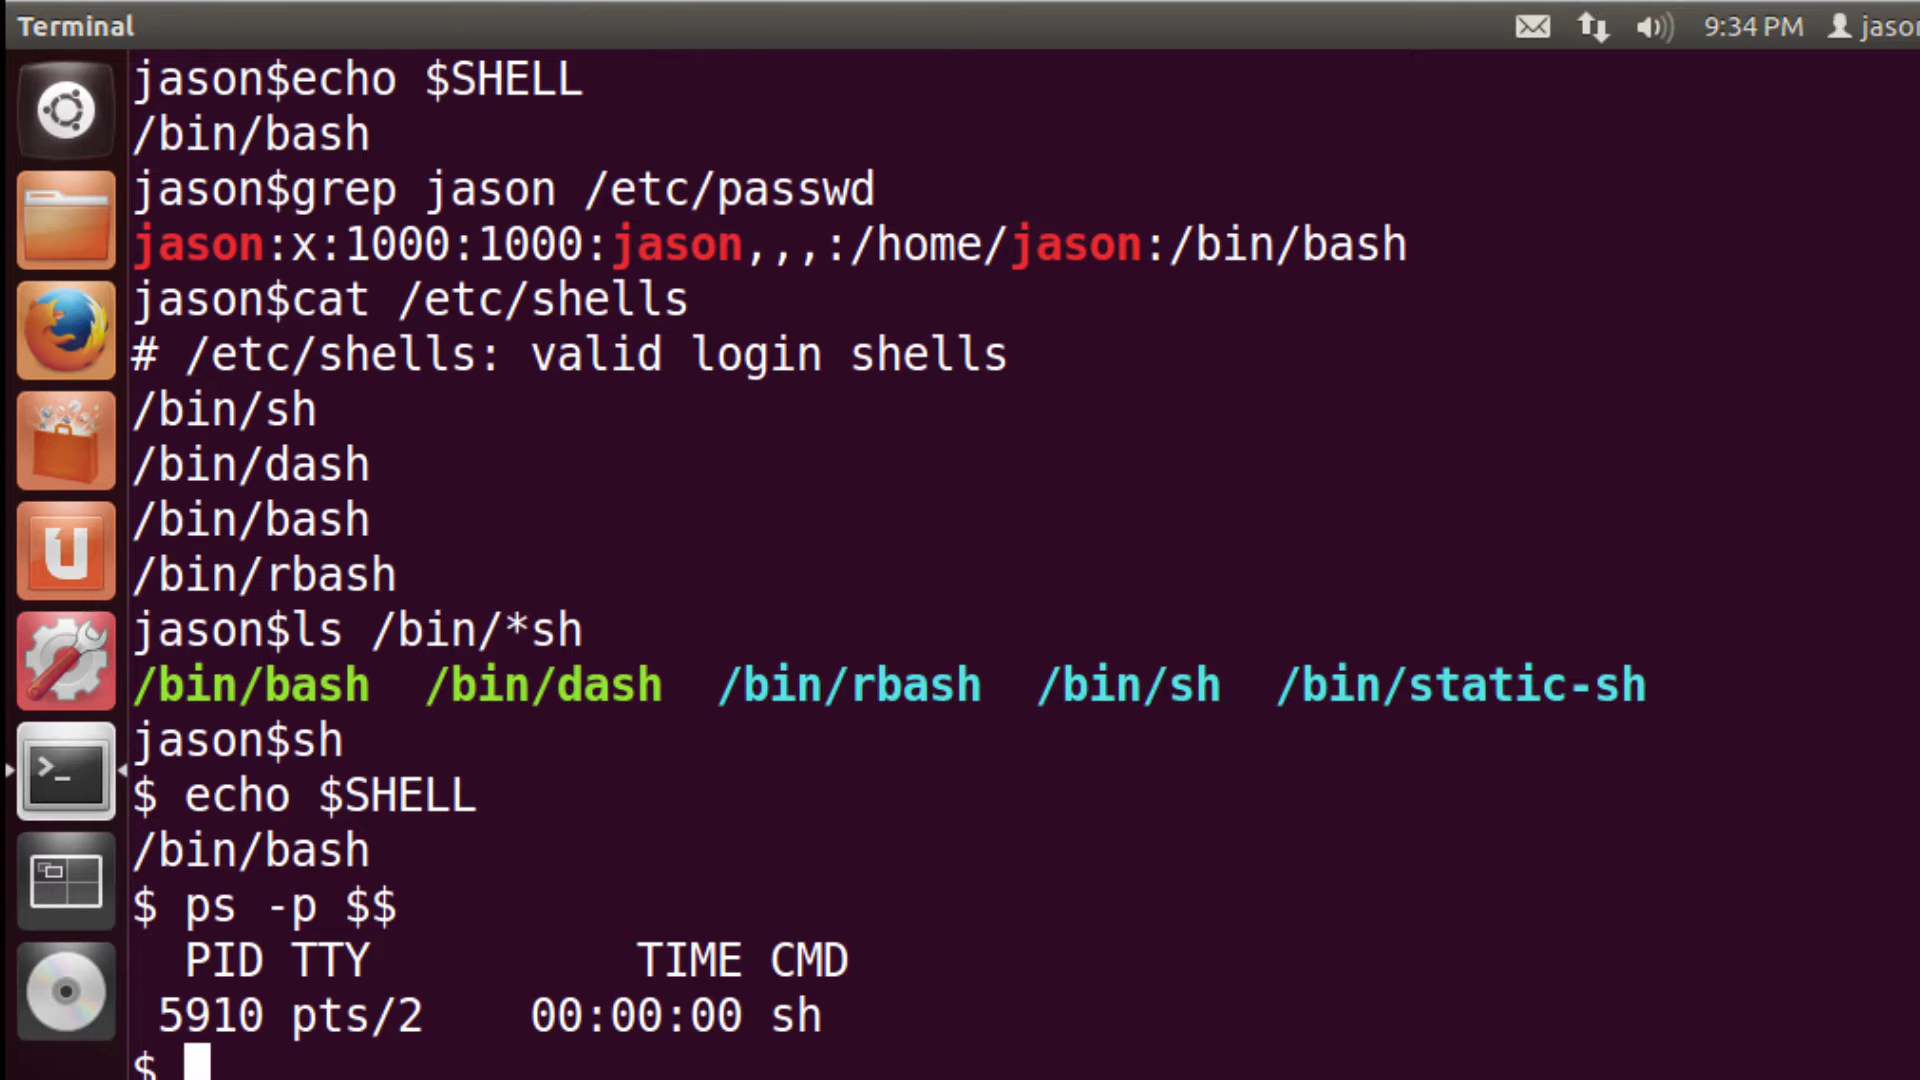 Terminal
9:34 PM jason
jason$echo $SHELL
/bin/bash
jason$grep jason /etc/passwd
jason:x:1000:1000:jason,,,:/home/jason:/bin/bash
jason$cat /etc/shells
# /etc/shells: valid login shells
/bin/sh
/bin/dash
/bin/bash
/bin/rbash
jason$ls /bin/*sh
/bin/bash  /bin/dash  /bin/rbash  /bin/sh  /bin/static-sh
jason$sh
$ echo $SHELL
/bin/bash
$ ps -p $$
  PID TTY          TIME CMD
 5910 pts/2    00:00:00 sh
$